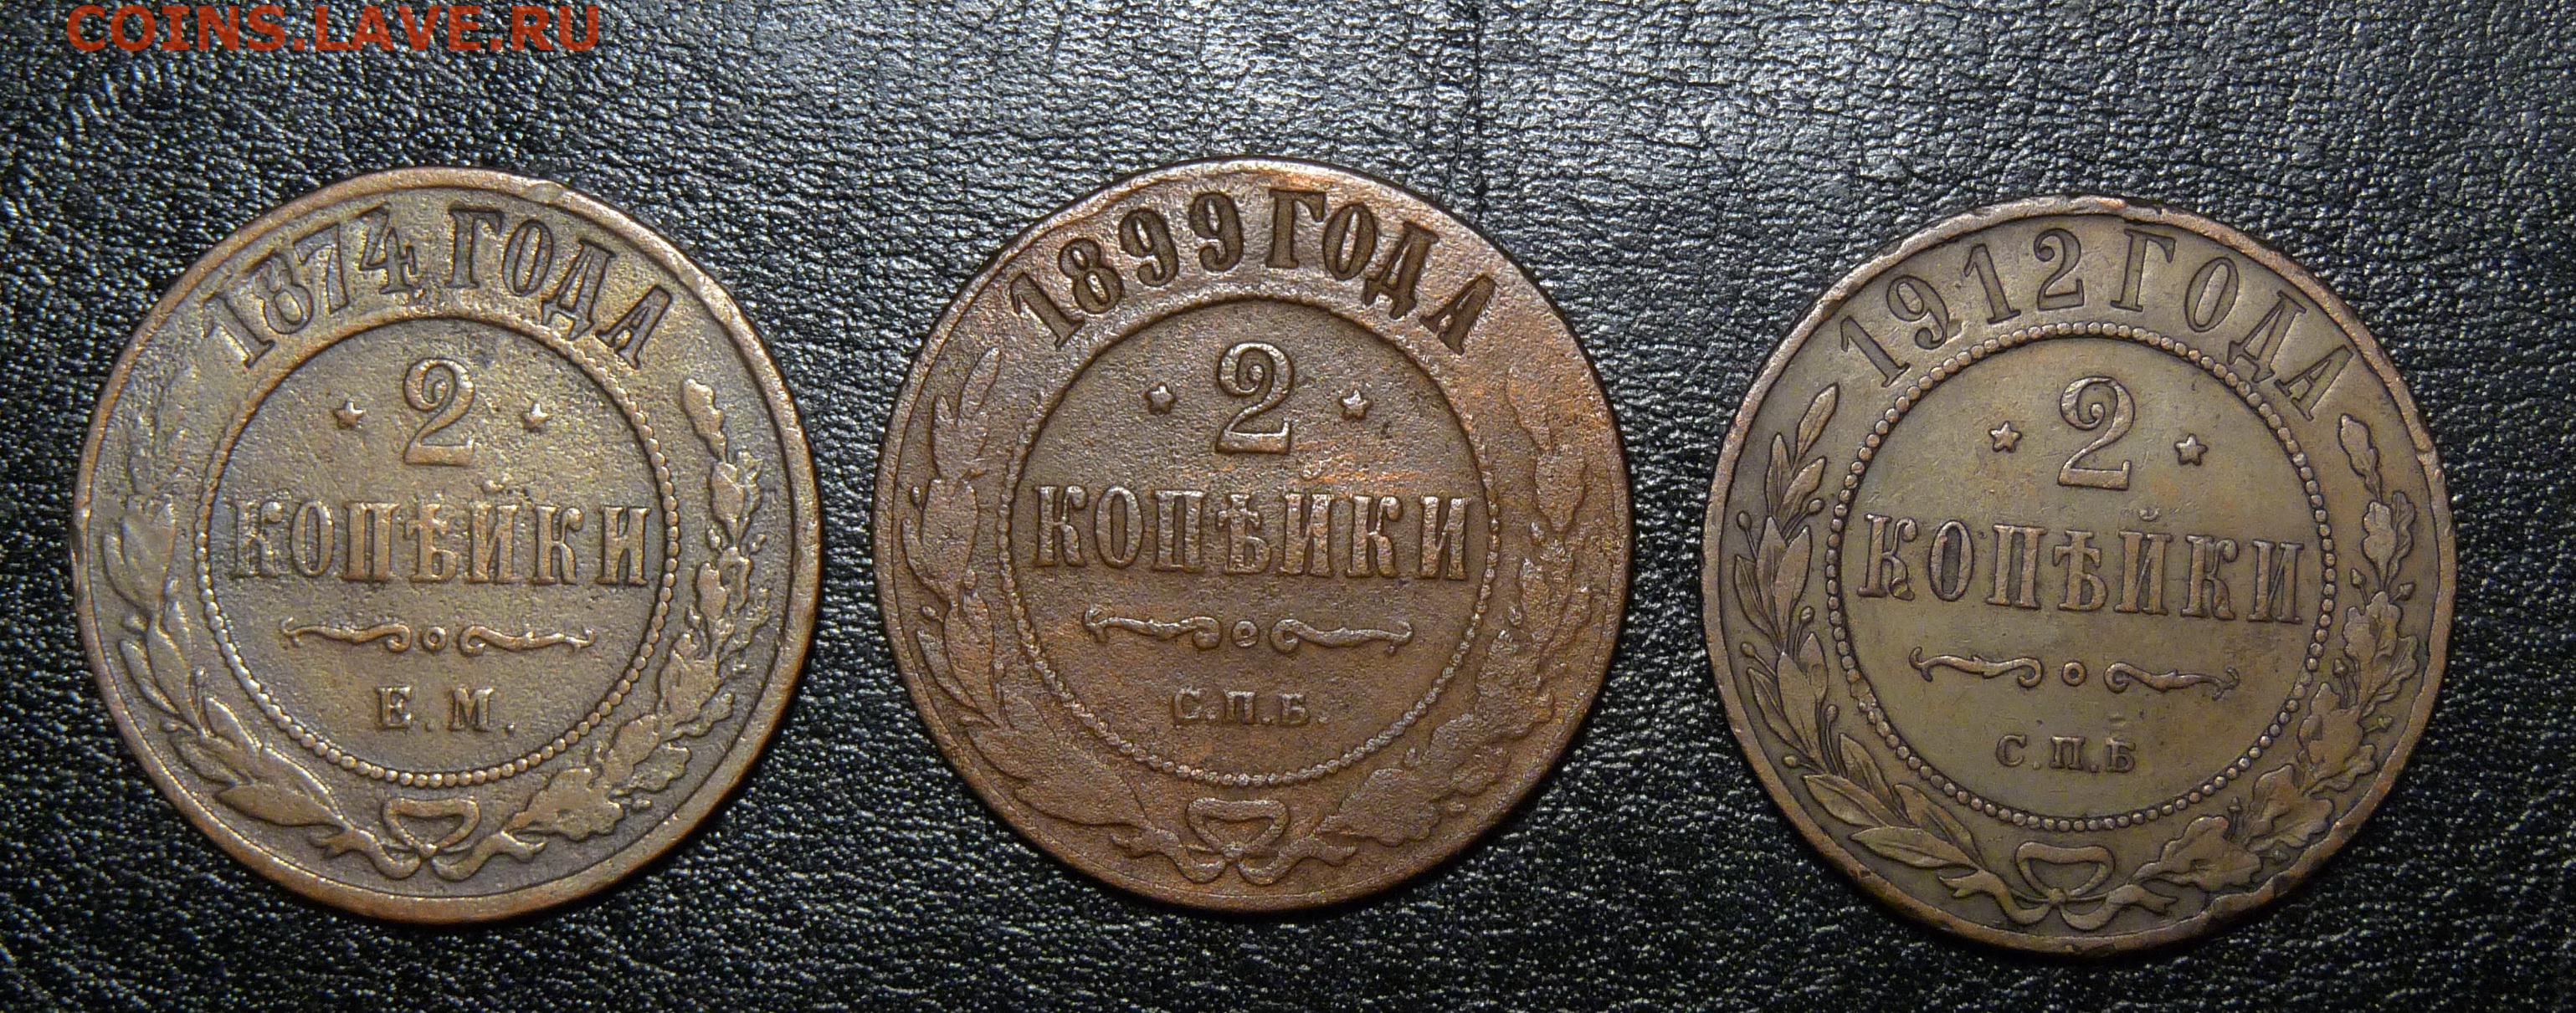 COINS.LAVE.RU
1874 ГОДА
2
КОПѢЙКИ
Е.М.
1899 ГОДА
2
КОПѢЙКИ
С.П.Б.
1912 ГОДА
2
КОПѢЙКИ
С.П.Б